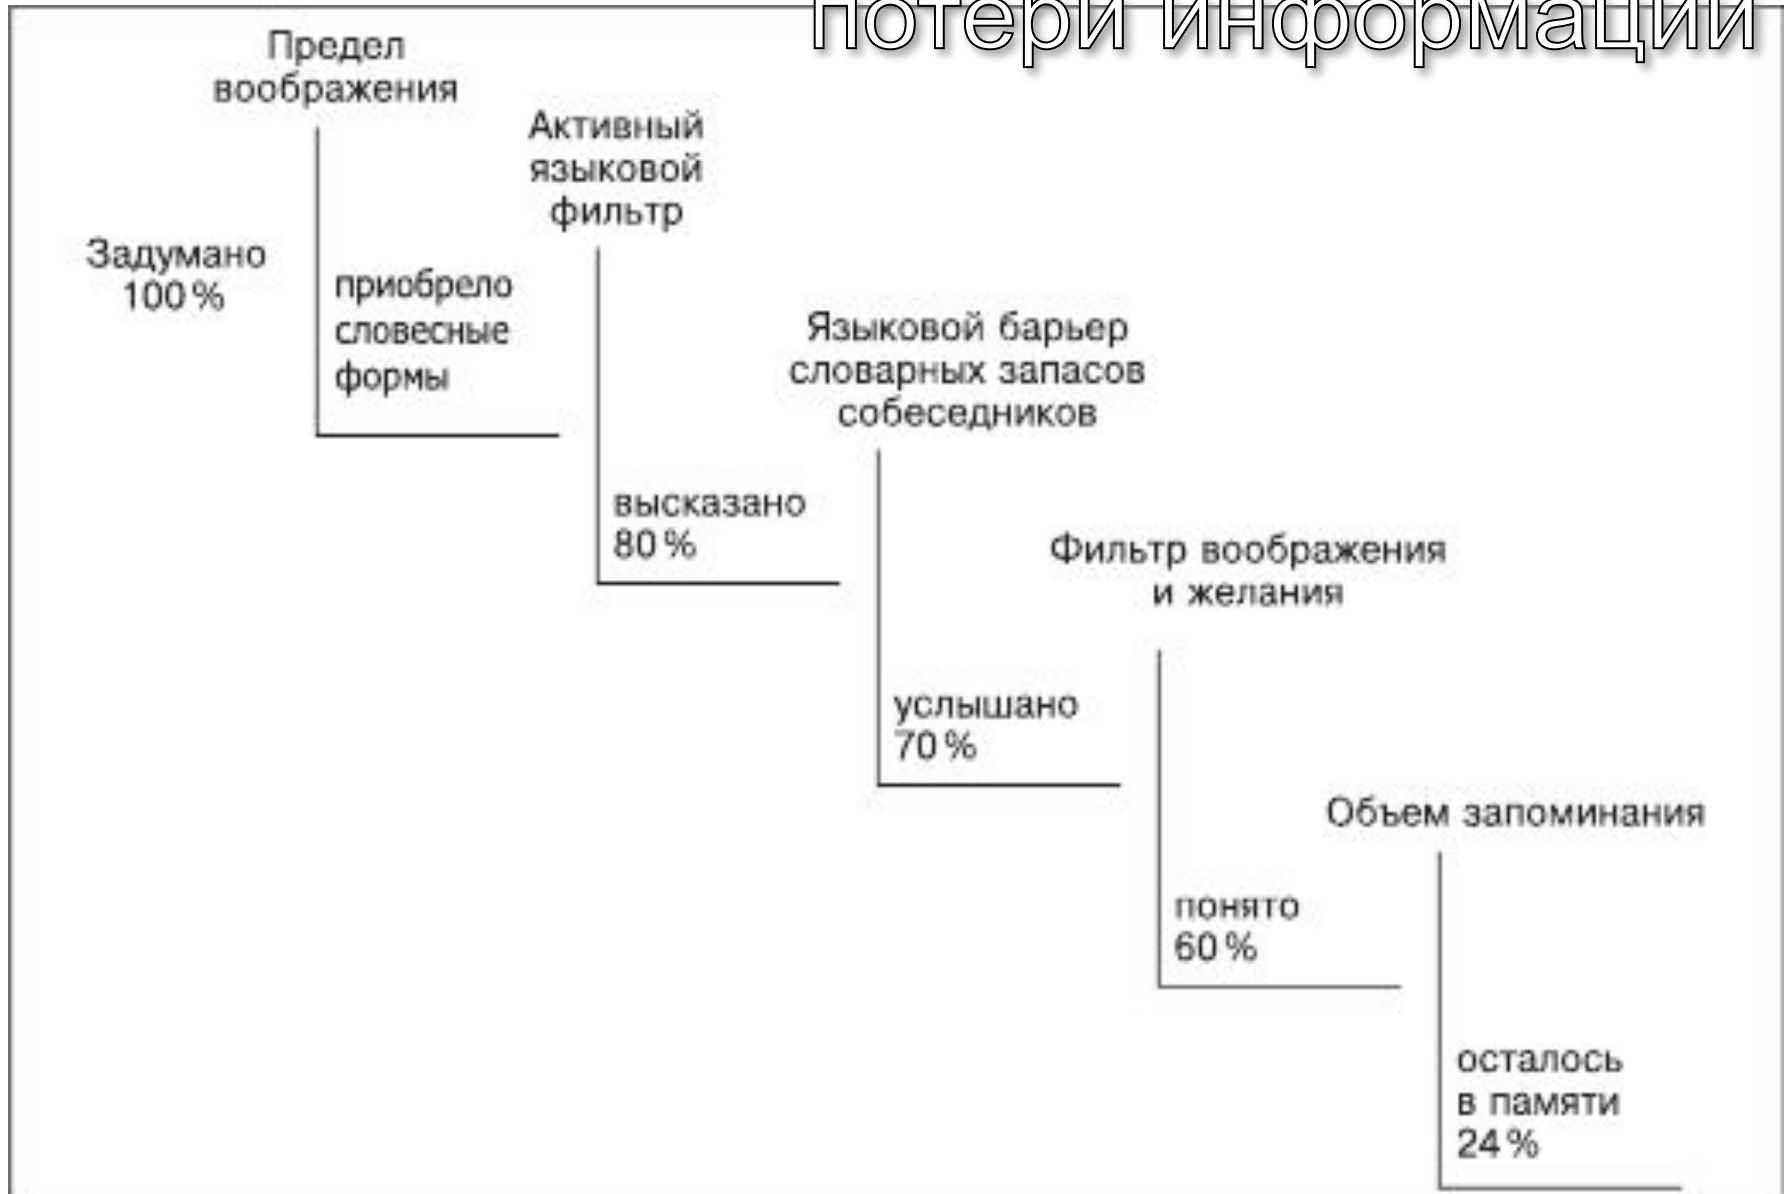 потери информации
Предел
воображения
Активный
языковой
фильтр
Задумано
100 %
приобрело
словесные
формы
Языковой барьер
словарных запасов
собеседников
высказано
80 %
Фильтр воображения
и желания
услышано
70 %
Объем запоминания
понято
60 %
осталось
в памяти
24 %